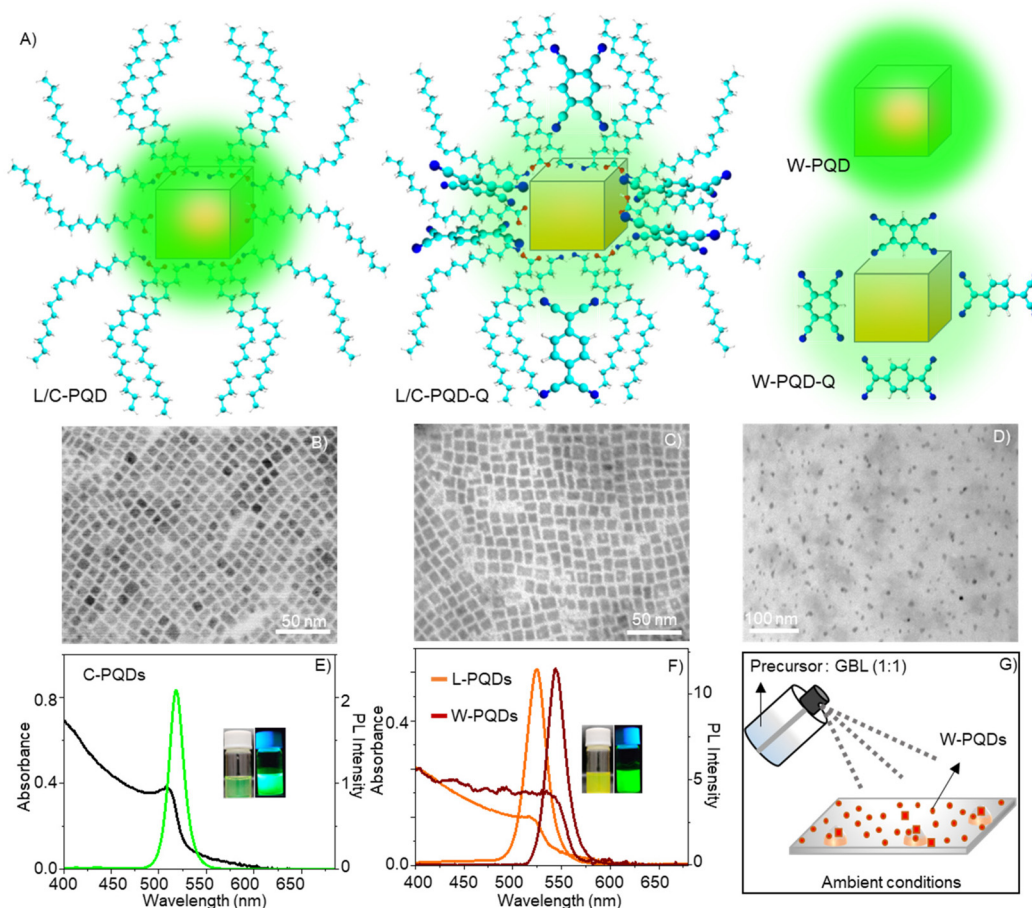 A)
L/C-PQD
L/C-PQD-Q
W-PQD
W-PQD-Q
B)
50 nm
C)
50 nm
D)
100 nm
E)
C-PQDs
0.8
0.4
0.0
Absorbance
2
1
0
PL Intensity
400 450 500 550 600 650
Wavelength (nm)
F)
L-PQDs
W-PQDs
0.4
0.0
Absorbance
10
5
0
PL Intensity
400 450 500 550 600 650
Wavelength (nm)
G)
Precursor: GBL (1:1)
W-PQDs
Ambient conditions